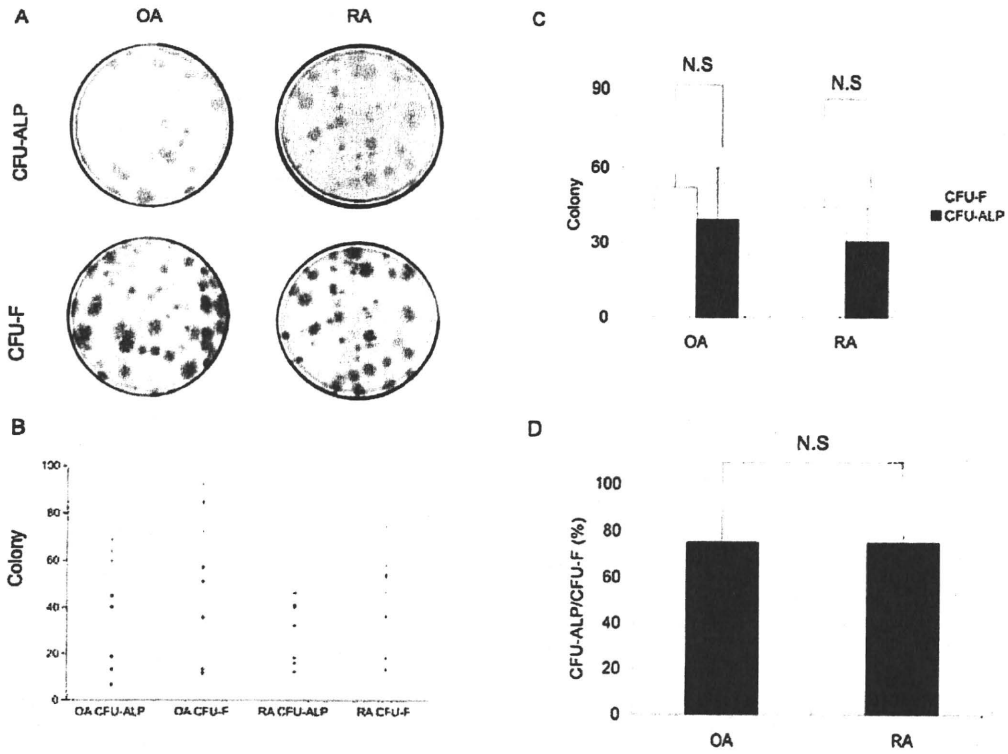 A
OA
RA
CFU-ALP
CFU-F
B
100
80
60
40
20
0
Colony
OA CFU-ALP
OA CFU-F
RA CFU-ALP
RA CFU-F
C
N.S
N.S
90
60
30
0
Colony
CFU-F
CFU-ALP
OA
RA
D
N.S
100
80
60
40
20
0
CFU-ALP/CFU-F (%)
OA
RA